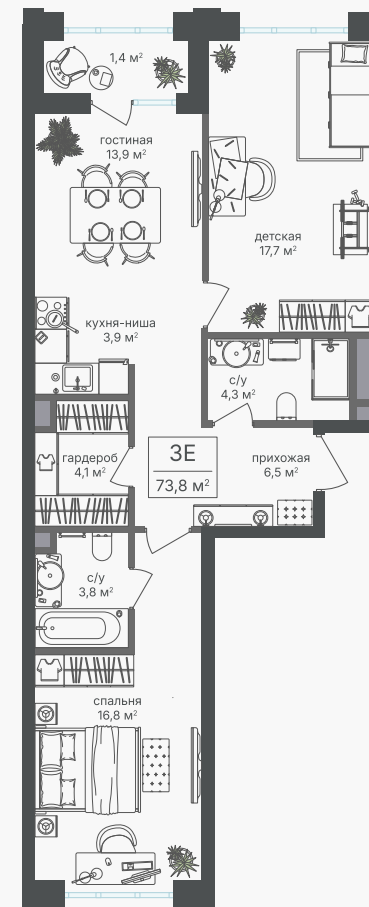 1,4 м²
гостиная
13,9 м²
детская
17,7 м²
кухня-ниша
3,9 м²
с/у
4,3 м²
гардероб
4,1 м²
3Е
73,8 м²
прихожая
6,5 м²
с/у
3,8 м²
спальня
16,8 м²